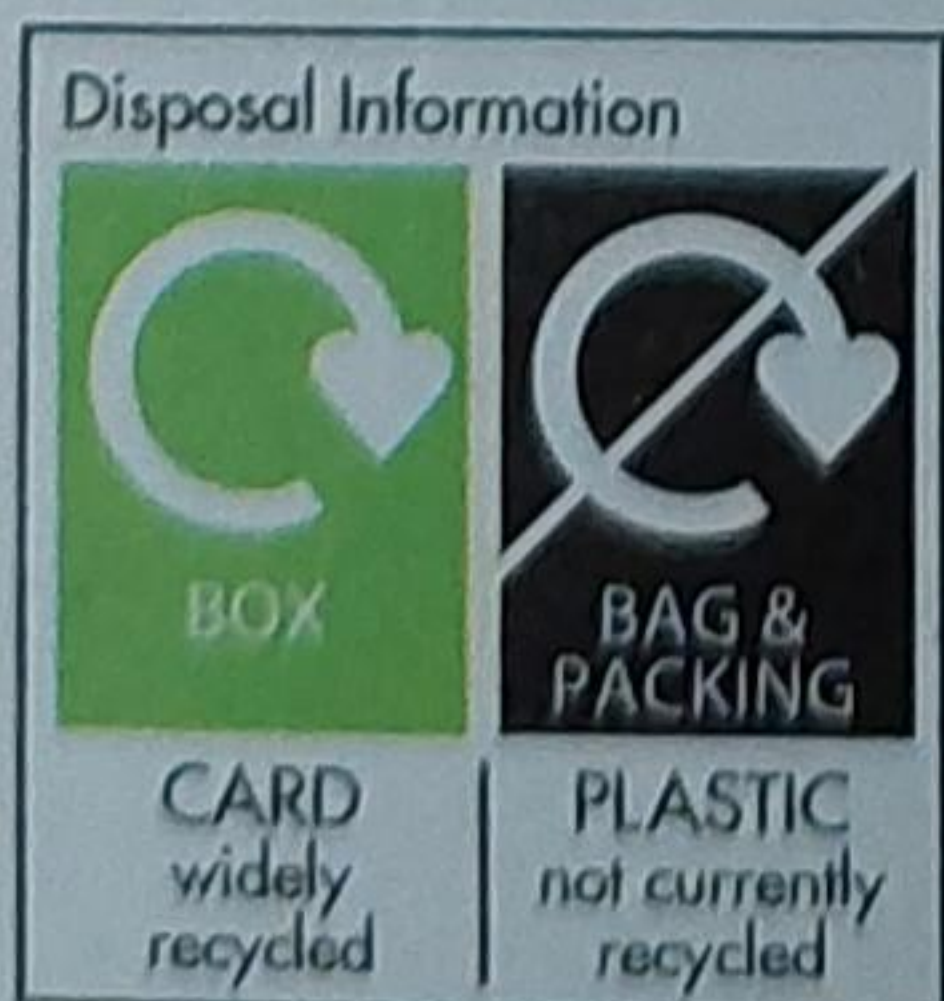 Disposal Information
BOX
BAG &
PACKING
CARD
widely
recycled
PLASTIC
not currently
recycled